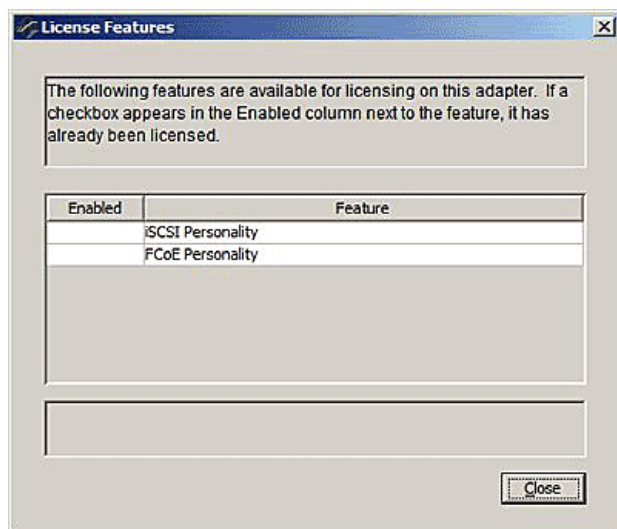 License Features
The following features are available for licensing on this adapter. If a
checkbox appears in the Enabled column next to the feature, it has
already been licensed.
Enabled Feature
iSCSI Personality
FCoE Personality
Close